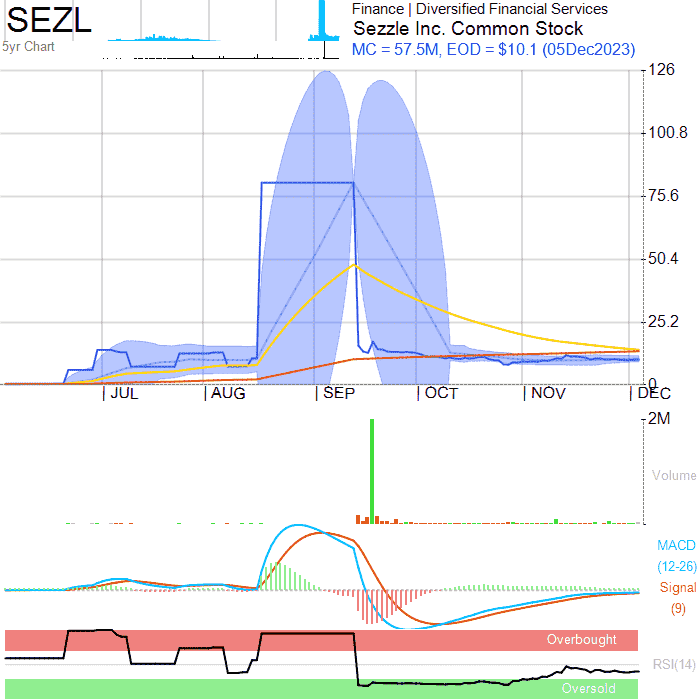 SEZL
5yr Chart
Finance | Diversified Financial Services
Sezzle Inc. Common Stock
MC = 57.5M, EOD = $10.1 (05Dec2023)
126
100.8
75.6
50.4
25.2
0
| JUL | AUG | SEP | OCT | NOV | DEC
2M
Volume
MACD
(12-26)
Signal
(9)
Overbought
RSI(14)
Oversold